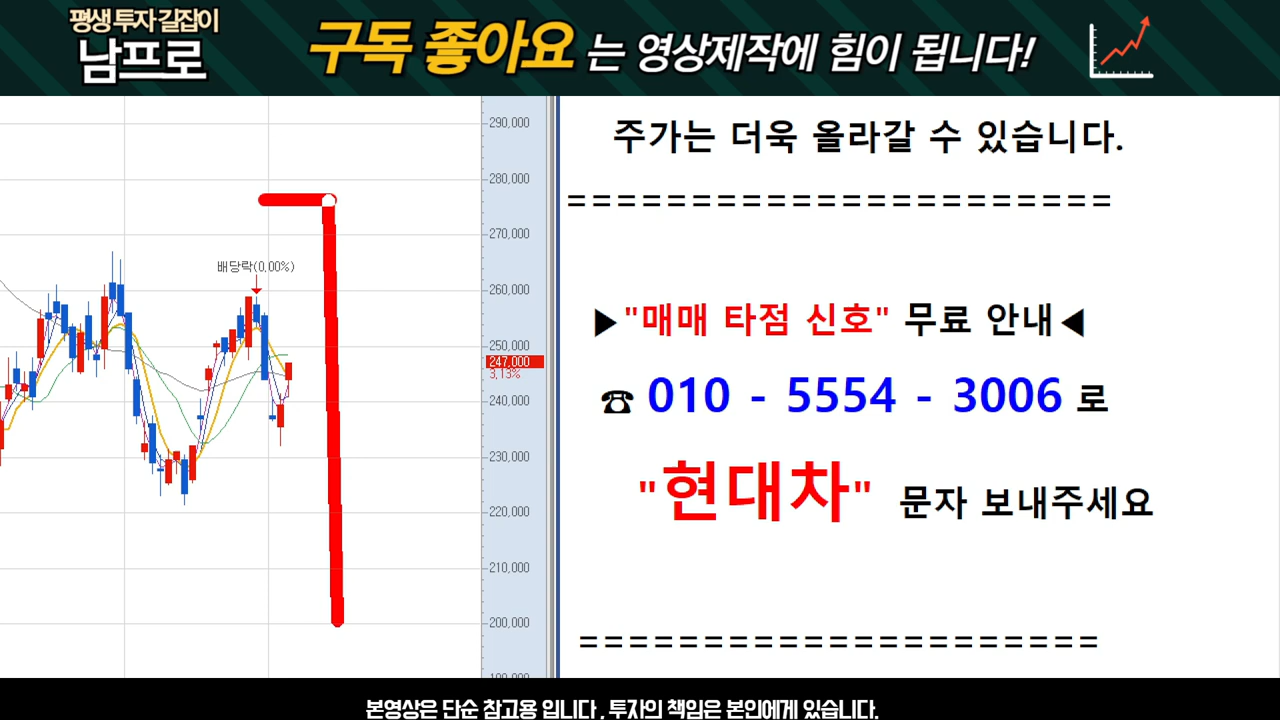 평생 투자 길잡이
남프로
구독 좋아요 는 영상제작에 힘이 됩니다!
290,000
280,000
270,000
배당락(0,00%)
260,000
250,000
247,000
3,13%
240,000
230,000
220,000
210,000
200,000
주가는 더욱 올라갈 수 있습니다.
======================
▶"매매 타점 신호" 무료 안내◀
☎ 010 - 5554 - 3006 로
"현대차" 문자 보내주세요
=====================
본영상은 단순 참고용 입니다 , 투자의 책임은 본인에게 있습니다.